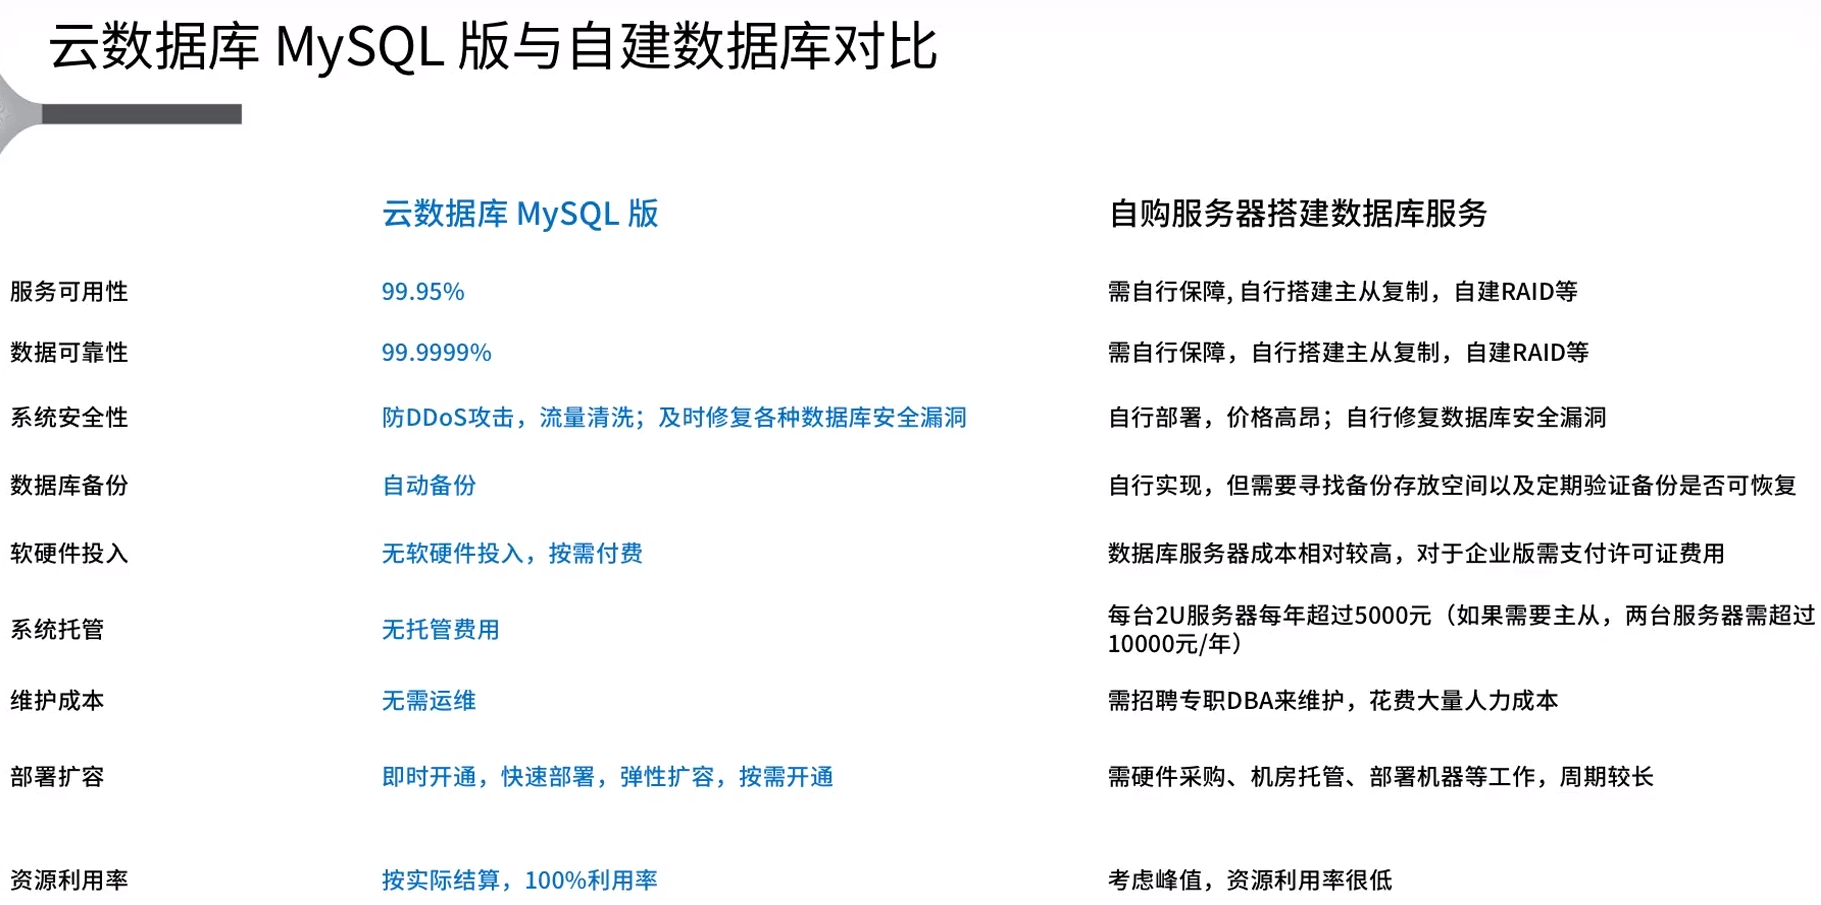 云数据库 MySQL 版与自建数据库对比
云数据库 MySQL 版 自购服务器搭建数据库服务
服务可用性 99.95% 需自行保障, 自行搭建主从复制，自建RAID等
数据可靠性 99.9999% 需自行保障，自行搭建主从复制，自建RAID等
系统安全性 防DDoS攻击，流量清洗；及时修复各种数据库安全漏洞 自行部署，价格高昂；自行修复数据库安全漏洞
数据库备份 自动备份 自行实现，但需要寻找备份存放空间以及定期验证备份是否可恢复
软硬件投入 无软硬件投入，按需付费 数据库服务器成本相对较高，对于企业版需支付许可证费用
系统托管 无托管费用 每台2U服务器每年超过5000元（如果需要主从，两台服务器需超过
10000元/年）
维护成本 无需运维 需招聘专职DBA来维护，花费大量人力成本
部署扩容 即时开通，快速部署，弹性扩容，按需开通 需硬件采购、机房托管、部署机器等工作，周期较长
资源利用率 按实际结算，100%利用率 考虑峰值，资源利用率很低